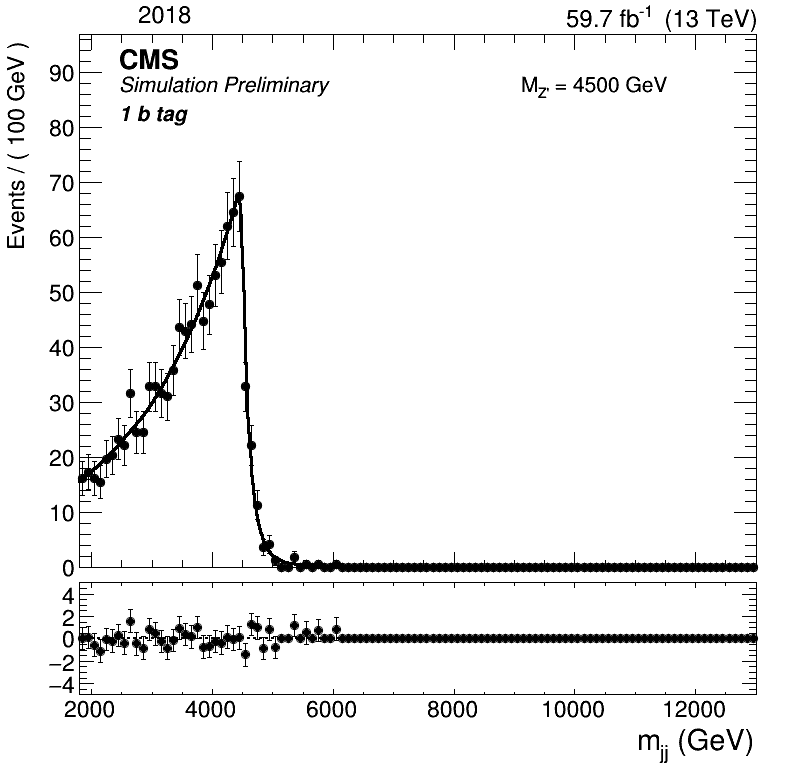 2018 59.7 fb⁻¹ (13 TeV)
CMS
Simulation Preliminary
M_Z' = 4500 GeV
1 b tag
Events / ( 100 GeV )
90
80
70
60
50
40
30
20
10
0
4
2
0
−2
−4
2000 4000 6000 8000 10000 12000
m_jj (GeV)